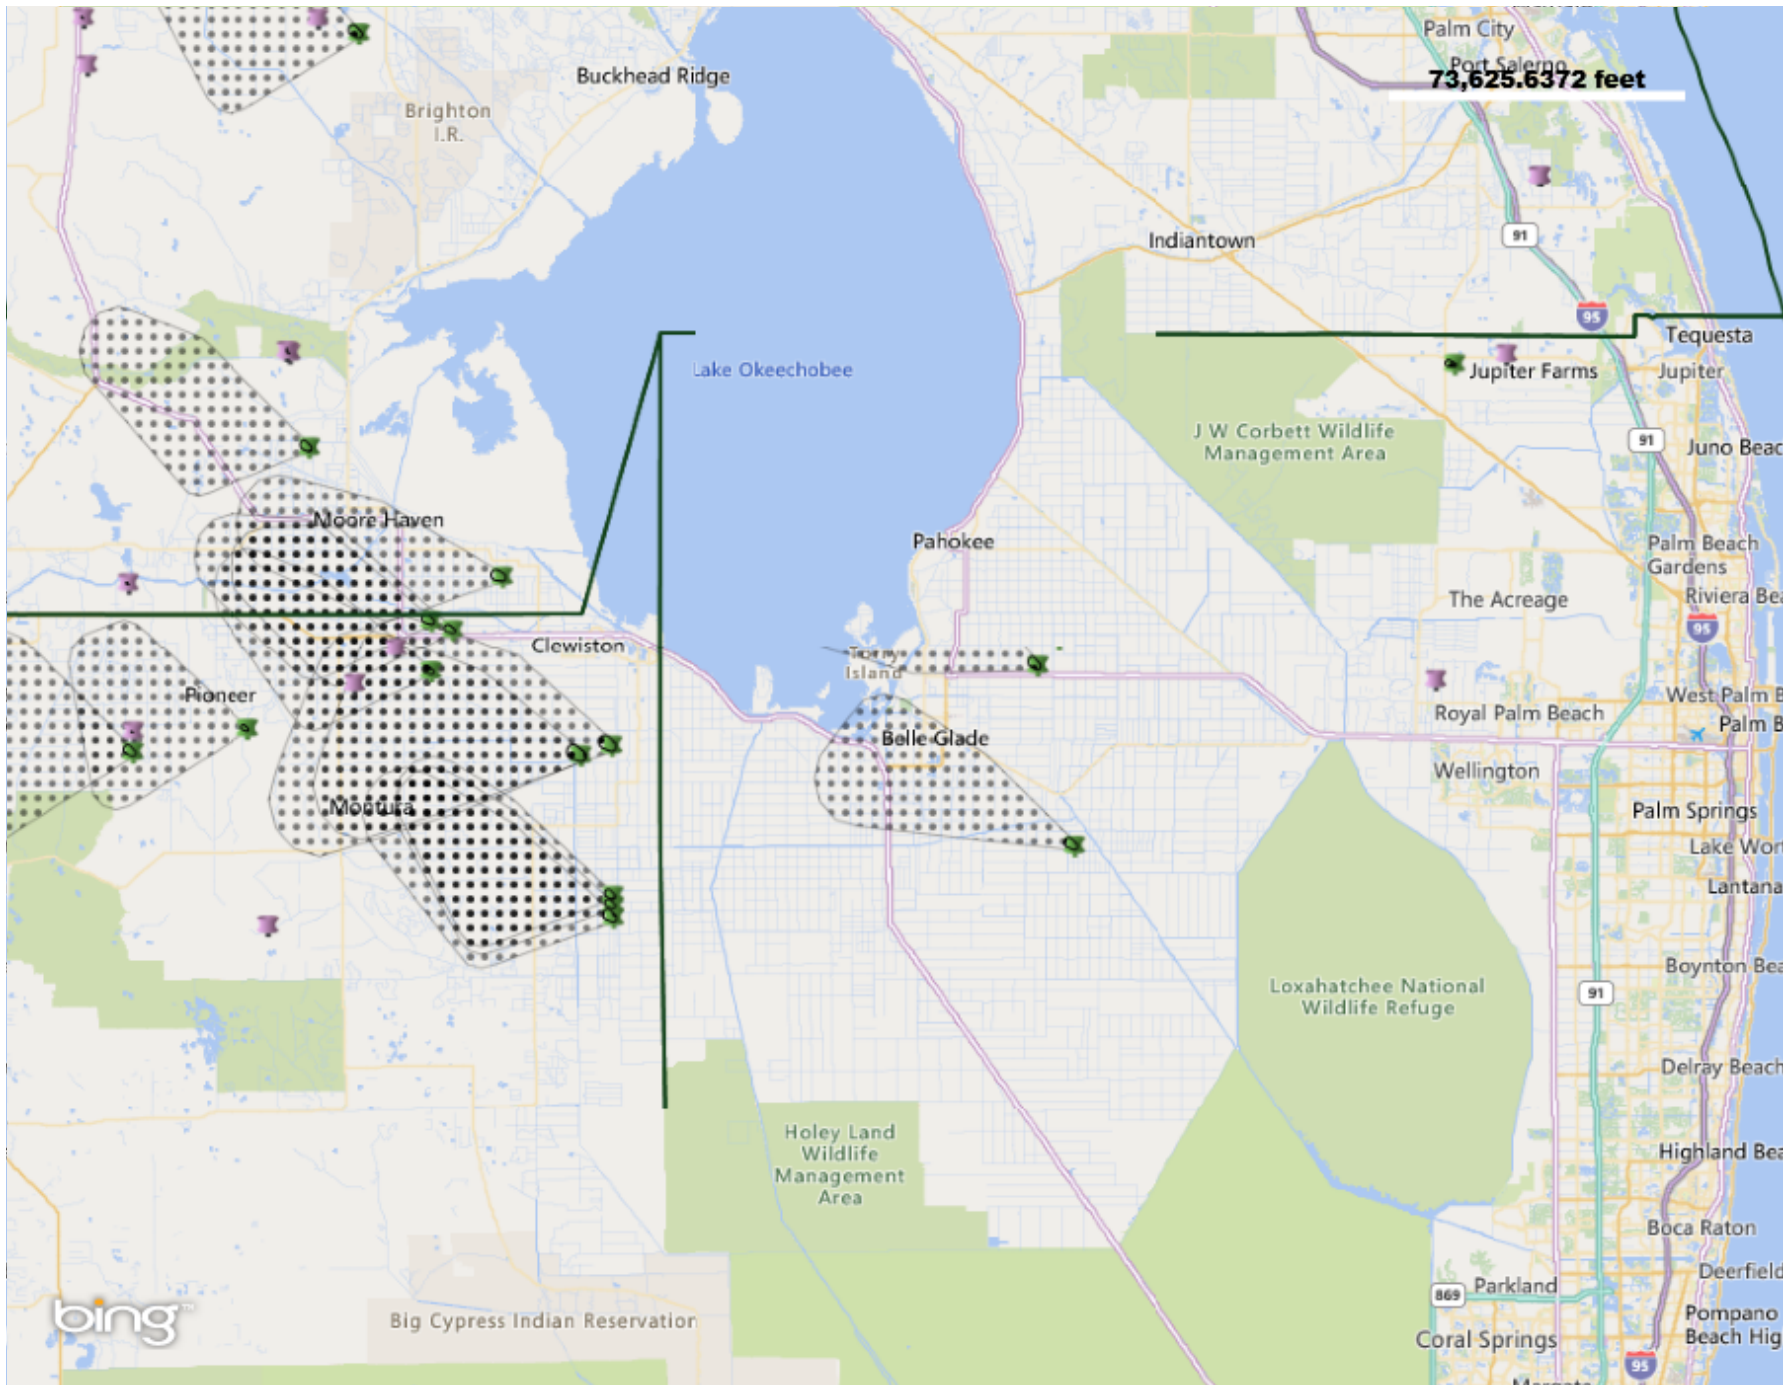 Palm City
Port Salerno
73,625.6372 feet
Buckhead Ridge
Brighton
I.R.
Indiantown
91
95
Tequesta
Lake Okeechobee
Jupiter Farms
Jupiter
J W Corbett Wildlife
Management Area
91
Juno Beac
Moore Haven
Pahokee
Palm Beach
Gardens
The Acreage
Riviera Bea
95
Clewiston
Torry
Island
Pioneer
West Palm B
Royal Palm Beach
Palm B
Belle Glade
Wellington
Montura
Palm Springs
Lake Wort
Lantana
Boynton Bea
Loxahatchee National
Wildlife Refuge
91
Delray Beach
Holey Land
Wildlife
Management
Area
Highland Bea
Boca Raton
Deerfield
Parkland
869
bing™
Big Cypress Indian Reservation
Pompano
Beach Hig
Coral Springs
95